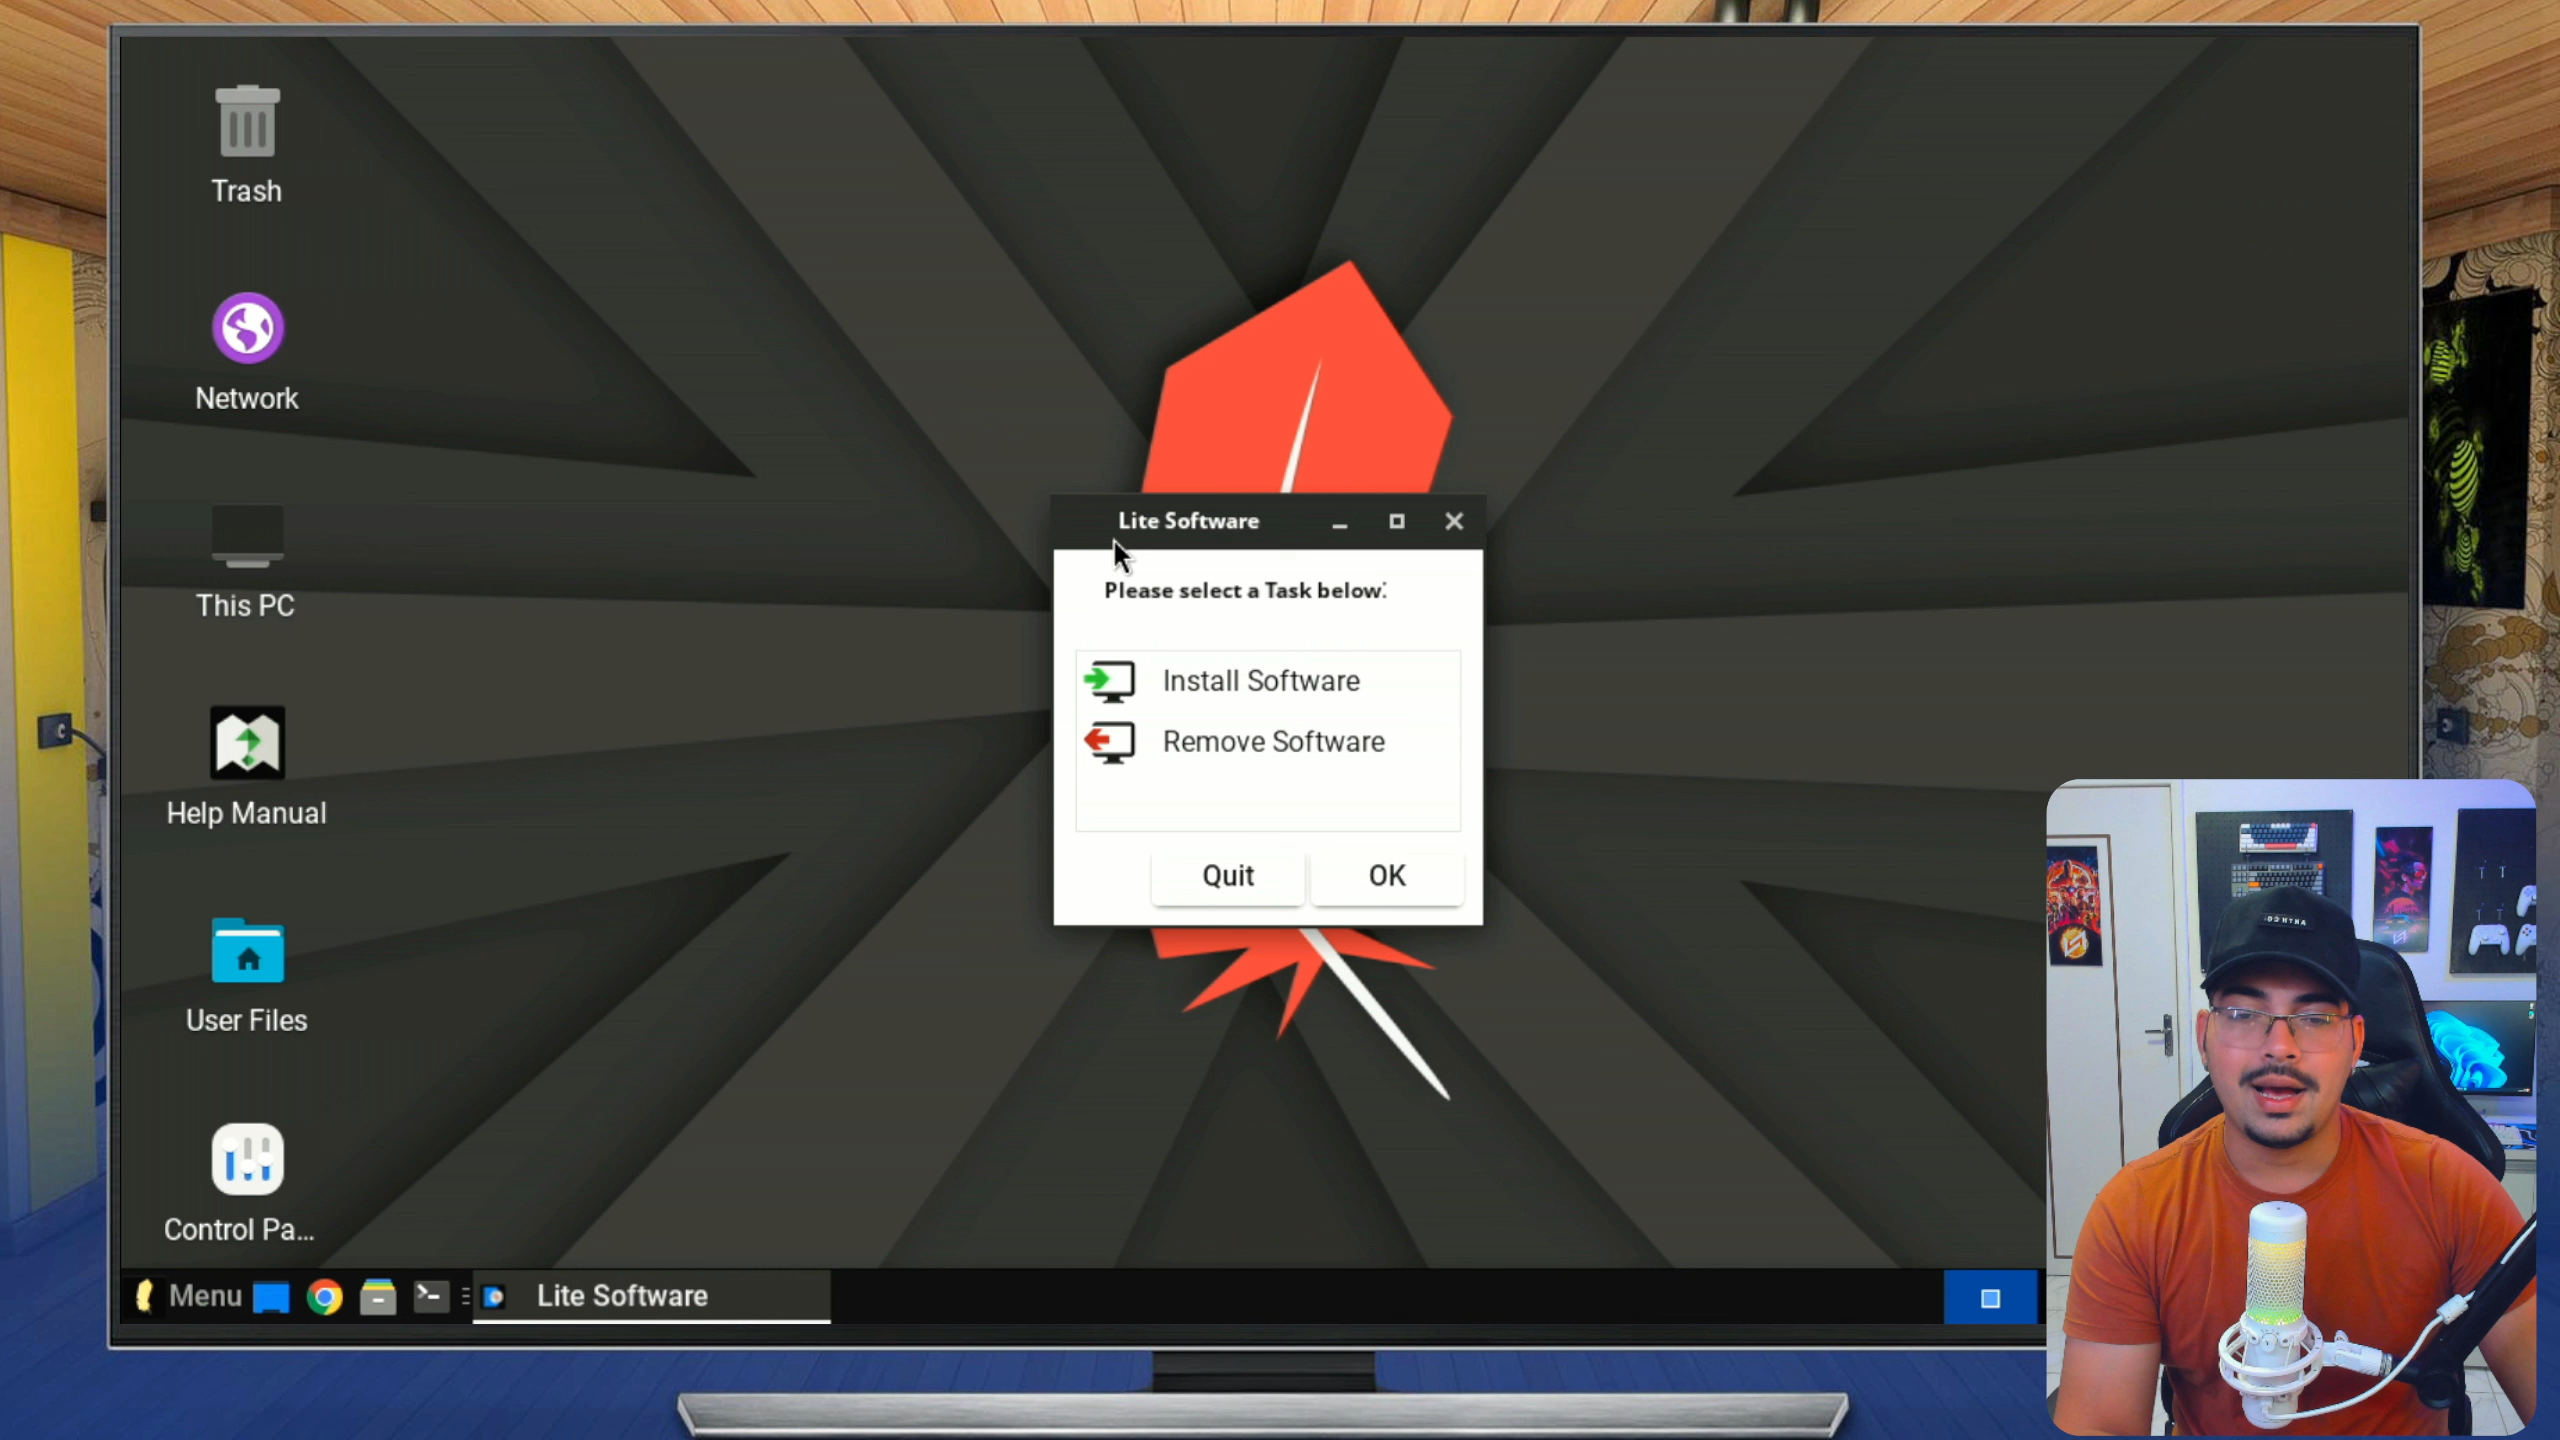 Trash
Network
This PC
Help Manual
User Files
Control Pa...
Lite Software
Please select a Task below:
Install Software
Remove Software
Quit
OK
Menu
Lite Software